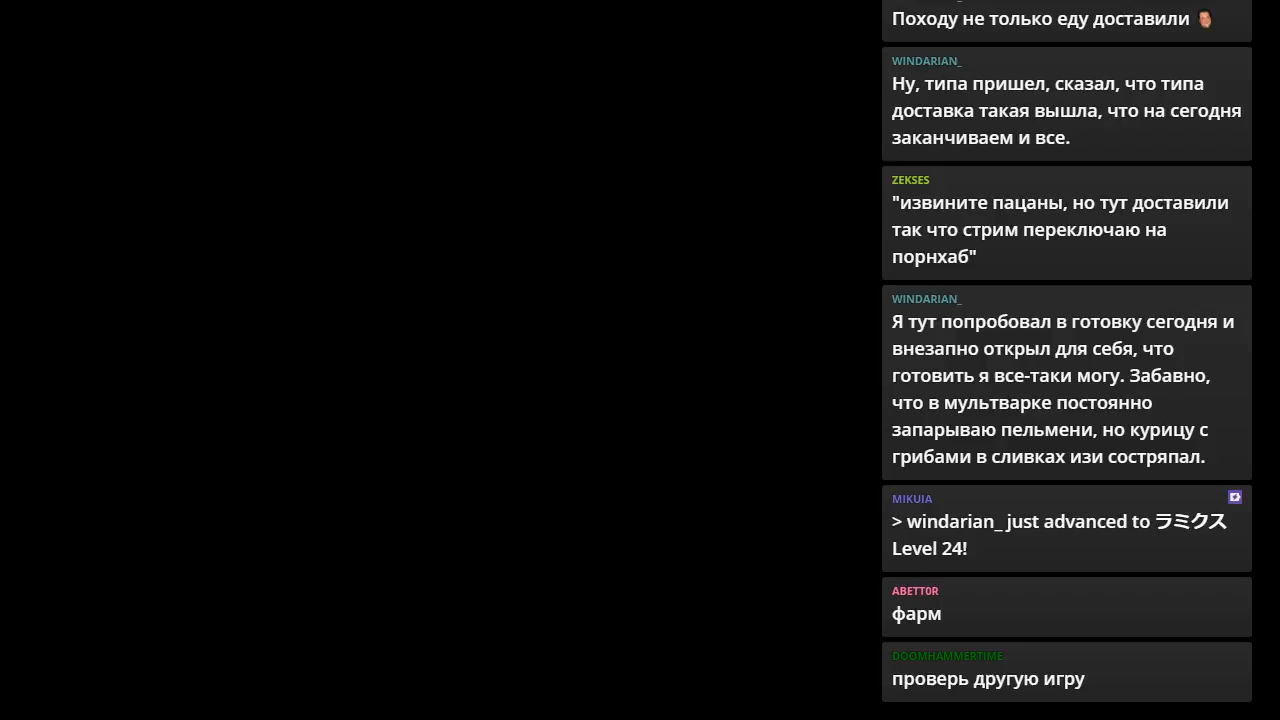 Походу не только еду доставили
WINDARIAN_
Ну, типа пришел, сказал, что типа
доставка такая вышла, что на сегодня
заканчиваем и все.
ZEKSES
"извините пацаны, но тут доставили
так что стрим переключаю на
порнхаб"
WINDARIAN_
Я тут попробовал в готовку сегодня и
внезапно открыл для себя, что
готовить я все-таки могу. Забавно,
что в мультварке постоянно
запарываю пельмени, но курицу с
грибами в сливках изи состряпал.
MIKUIA
> windarian_ just advanced to ラミクス
Level 24!
ABETT0R
фарм
DOOMHAMMERTIME
проверь другую игру